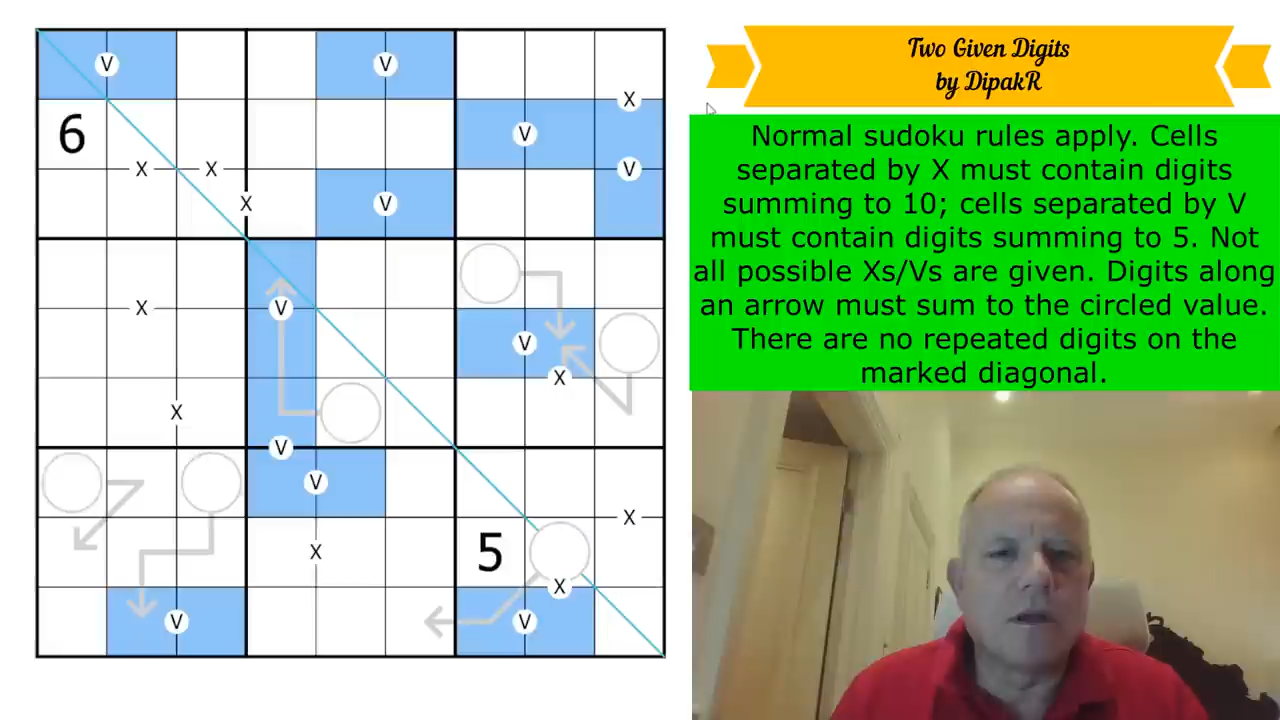 Two Given Digits
by DipakR
Normal sudoku rules apply. Cells
separated by X must contain digits
summing to 10; cells separated by V
must contain digits summing to 5. Not
all possible Xs/Vs are given. Digits along
an arrow must sum to the circled value.
There are no repeated digits on the
marked diagonal.
V V
X
6 V
X X V
X V
X V
V
X
X
V
V
X
X 5
X
V V